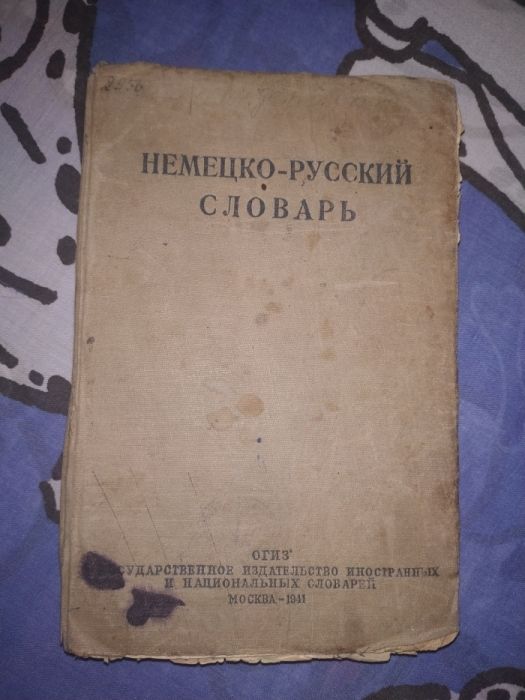 НЕМЕЦКО-РУССКИЙ
СЛОВАРЬ
ОГИЗ
ГОСУДАРСТВЕННОЕ ИЗДАТЕЛЬСТВО ИНОСТРАННЫХ
И НАЦИОНАЛЬНЫХ СЛОВАРЕЙ
МОСКВА-1941